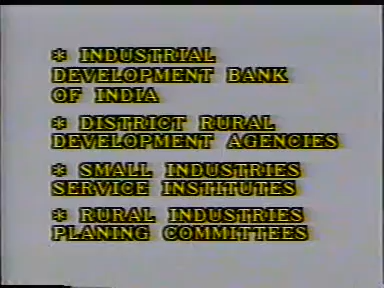 * INDUSTRIAL
DEVELOPMENT BANK
OF INDIA
* DISTRICT RURAL
DEVELOPMENT AGENCIES
* SMALL INDUSTRIES
SERVICE INSTITUTES
* RURAL INDUSTRIES
PLANING COMMITTEES